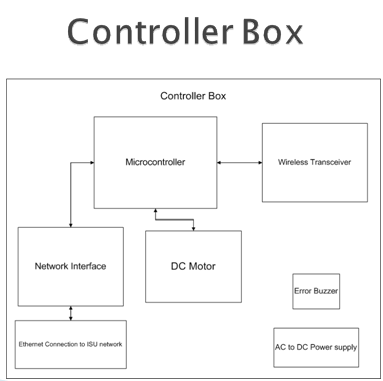 Controller Box
Controller Box
Microcontroller
Wireless Transceiver
Network Interface
DC Motor
Error Buzzer
Ethernet Connection to ISU network
AC to DC Power supply